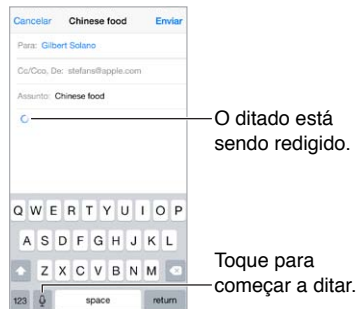 Cancelar Chinese food Enviar
Para: Gilbert Solano
Cc/Cco, De: stefans@apple.com
Assunto: Chinese food
O ditado está
sendo redigido.
Q W E R T Y U I O P
A S D F G H J K L
Z X C V B N M
Toque para
começar a ditar.
123 space return